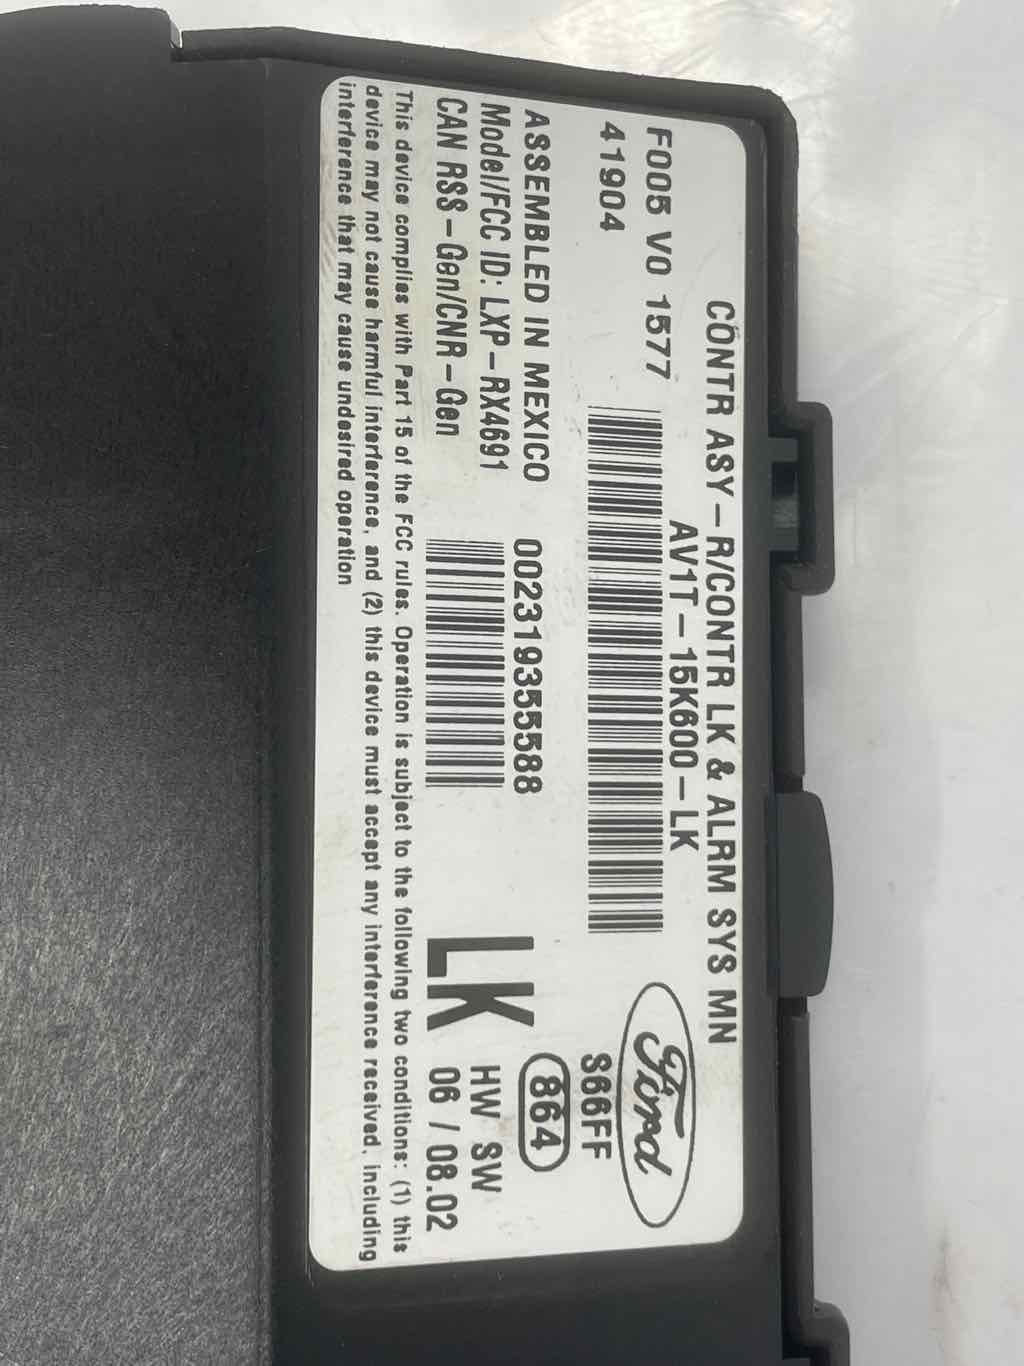 CONTR ASY-R/CONTR LK & ALRM SYS MN
AV1T-15K600-LK
F005 V0 1577
41904
Ford
S66FF
864
ASSEMBLED IN MEXICO
002319355588
Model/FCC ID: LXP-RX4691
CAN RSS-Gen/CNR-Gen
LK
HW SW
06 / 08.02
This device complies with Part 15 of the FCC rules. Operation is subject to the following two conditions: (1) this
device may not cause harmful interference, and (2) this device must accept any interference received, including
interference that may cause undesired operation